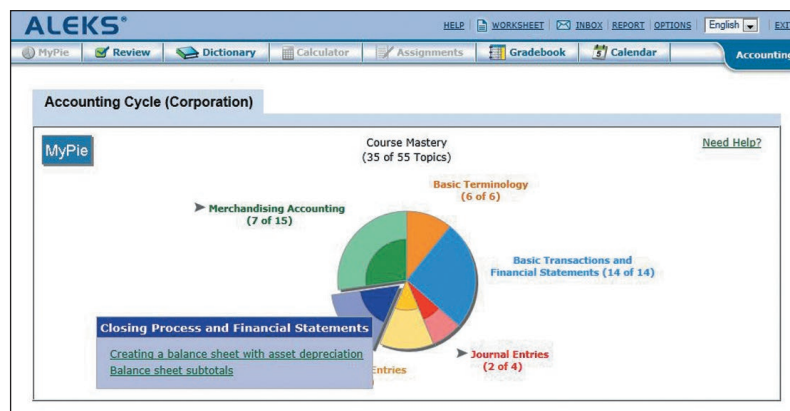 ALEKS®
HELP WORKSHEET INBOX REPORT OPTIONS English EXI
MyPie Review Dictionary Calculator Assignments Gradebook Calendar Accounting
Accounting Cycle (Corporation)
MyPie
Course Mastery
(35 of 55 Topics)
Need Help?
Basic Terminology
(6 of 6)
Merchandising Accounting
(7 of 15)
Basic Transactions and
Financial Statements (14 of 14)
Closing Process and Financial Statements
Creating a balance sheet with asset depreciation
Balance sheet subtotals
Entries
Journal Entries
(2 of 4)